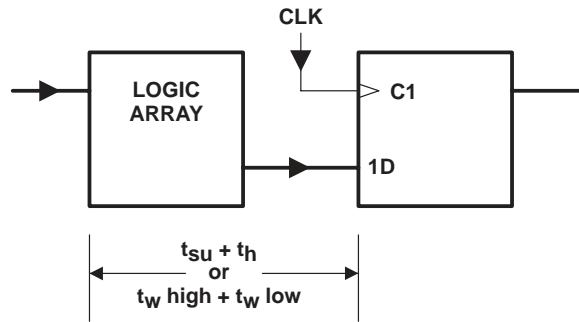 CLK
LOGIC
ARRAY
C1
1D
tsu + th
or
tw high + tw low